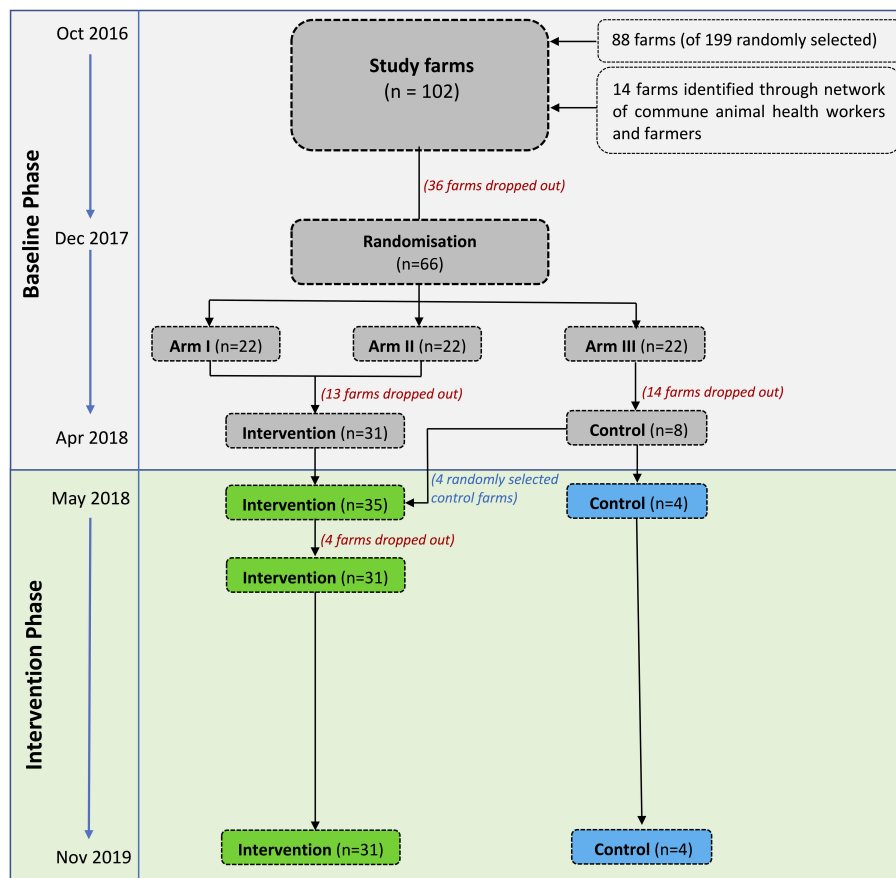 Oct 2016
Study farms
(n = 102)
88 farms (of 199 randomly selected)
14 farms identified through network
of commune animal health workers
and farmers
(36 farms dropped out)
Baseline Phase
Dec 2017
Randomisation
(n=66)
Arm I (n=22)
Arm II (n=22)
Arm III (n=22)
(13 farms dropped out)
(14 farms dropped out)
Apr 2018
Intervention (n=31)
Control (n=8)
(4 randomly selected
control farms)
May 2018
Intervention (n=35)
Control (n=4)
(4 farms dropped out)
Intervention (n=31)
Intervention Phase
Nov 2019
Intervention (n=31)
Control (n=4)